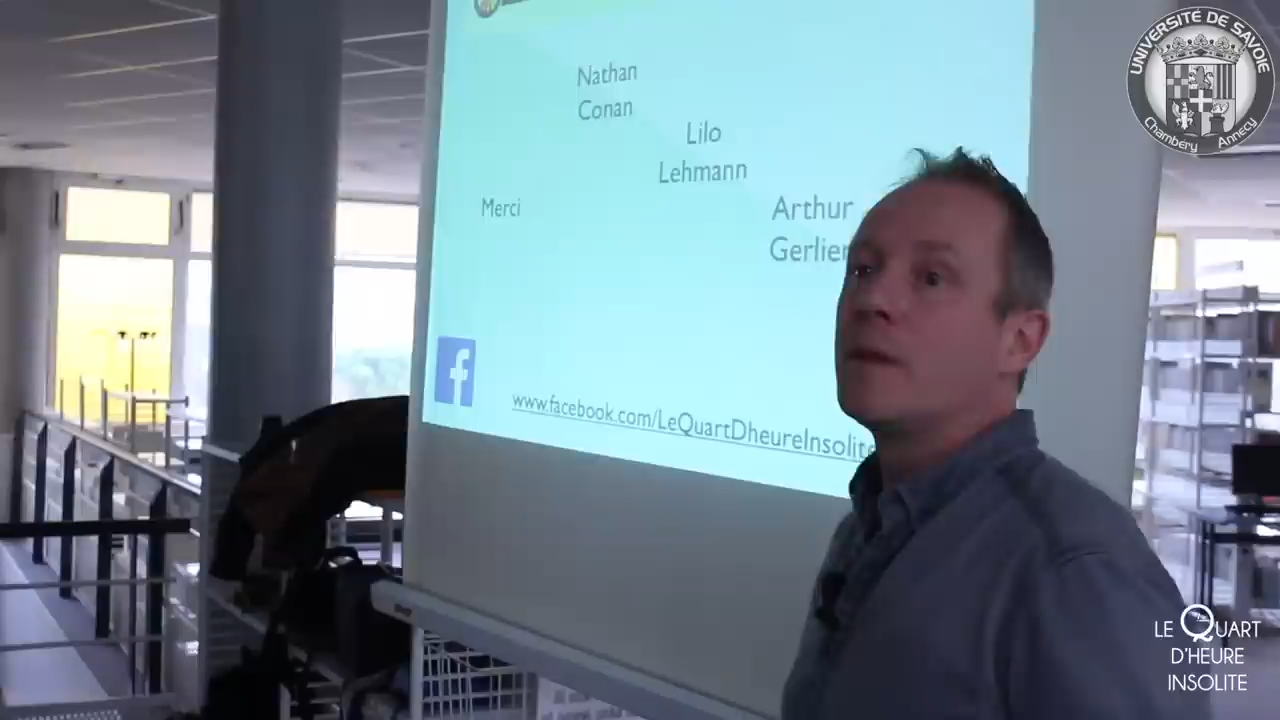 UNIVERSITÉ DE SAVOIE
Chambéry Annecy
Nathan
Conan
Lilo
Lehmann
Merci
Arthur
Gerlier
f
www.facebook.com/LeQuartDheureInsolite
LE QUART
D'HEURE
INSOLITE